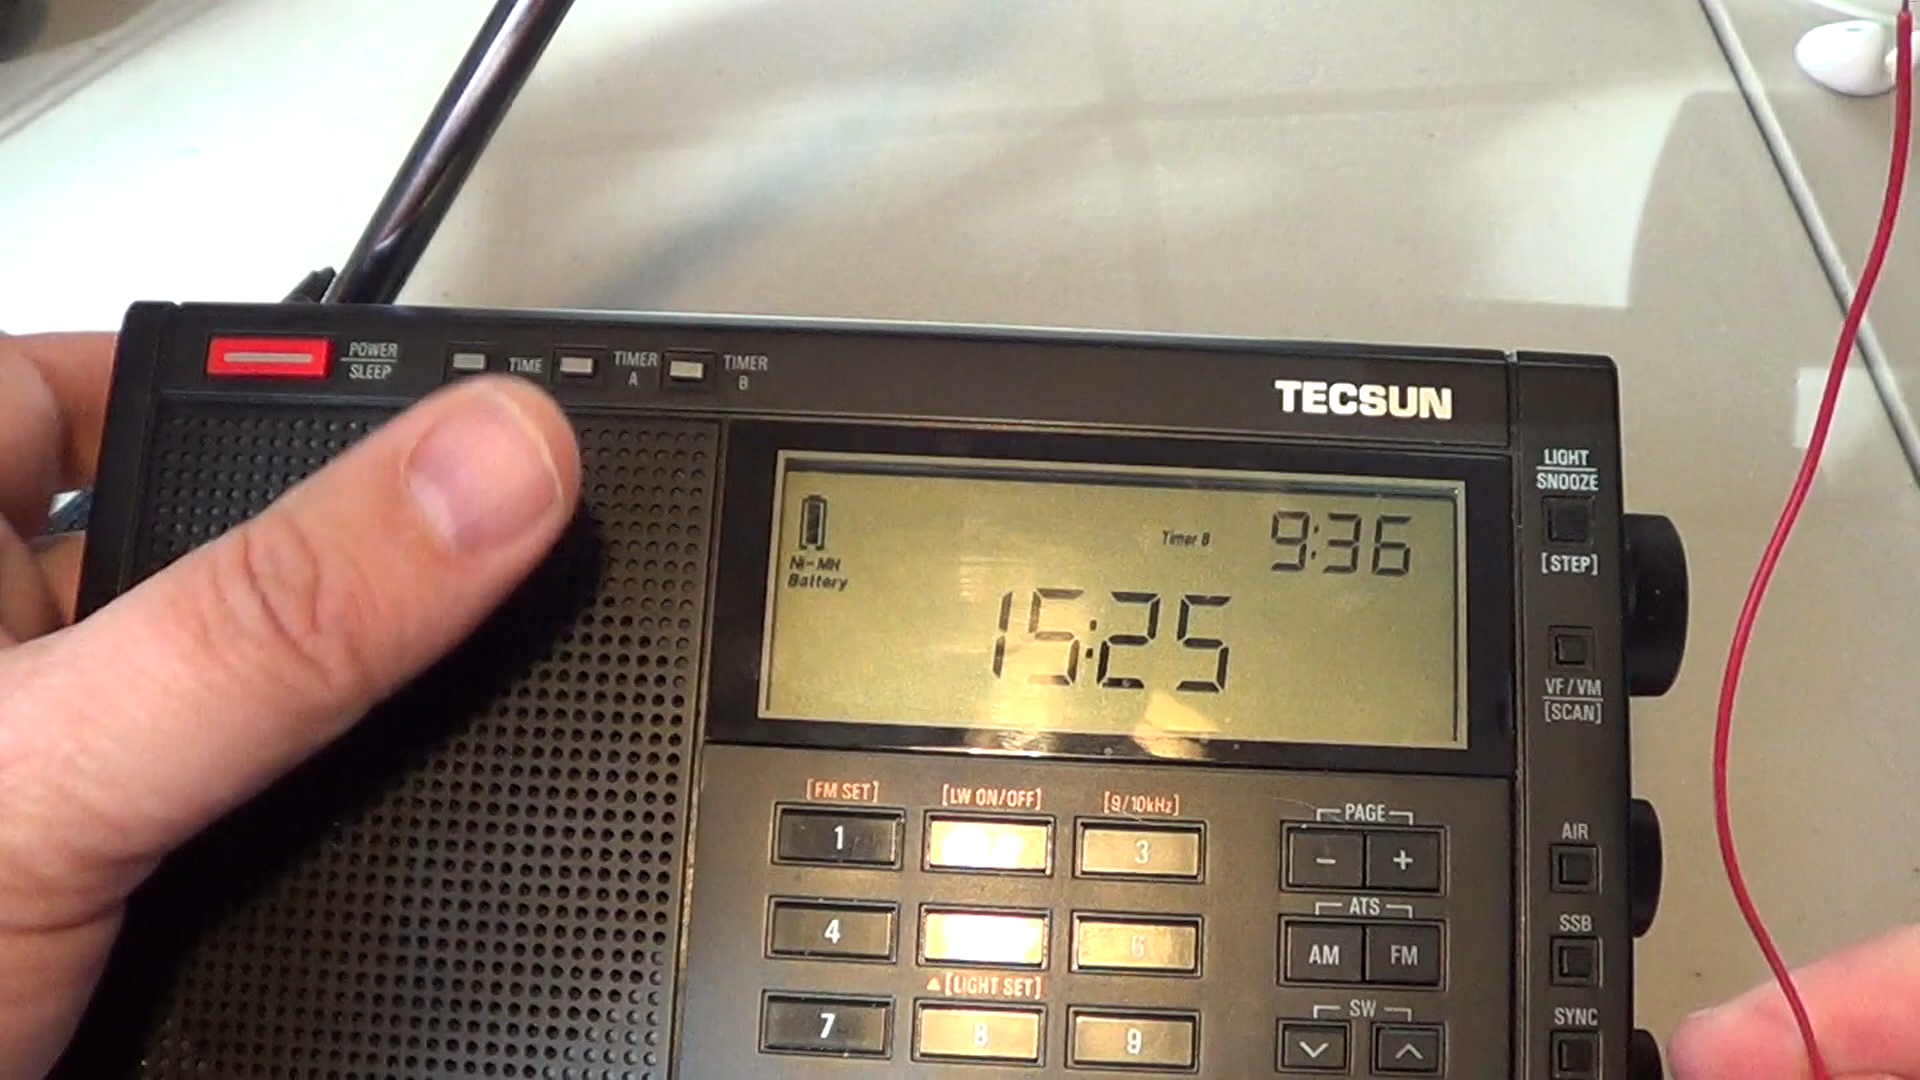 POWER
SLEEP
TIME
TIMER
A
TIMER
B
TECSUN
LIGHT
SNOOZE
[STEP]
Ni-MH
Battery
Timer B
9:36
15:25
VF/VM
[SCAN]
[FM SET]
[LW ON/OFF]
[9/10kHz]
1
3
PAGE
-
+
AIR
4
6
ATS
AM
FM
SSB
[LIGHT SET]
7
8
9
SW
SYNC